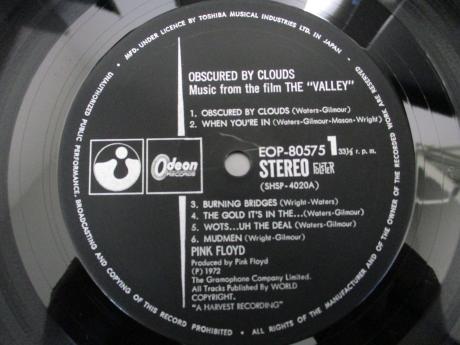 • MFD. UNDER LICENCE BY TOSHIBA MUSICAL INDUSTRIES LTD. IN JAPAN. •
UNAUTHORIZED PUBLIC PERFORMANCE, BROADCASTING AND COPYING OF THIS RECORD PROHIBITED • ALL RIGHTS OF THE MANUFACTURER AND OF THE OWNER OF THE RECORDED WORK ARE RESERVED
OBSCURED BY CLOUDS
Music from the film THE "VALLEY"
1. OBSCURED BY CLOUDS (Waters-Gilmour)
2. WHEN YOU'RE IN (Waters-Gilmour-Mason-Wright)
Odeon
RECORDS
EOP-80575 1 33⅓ r. p. m.
STEREO
(SHSP-4020A)
3. BURNING BRIDGES (Wright-Waters)
4. THE GOLD IT'S IN THE...(Waters-Gilmour)
5. WOTS...UH THE DEAL (Waters-Gilmour)
6. MUDMEN (Wright-Gilmour)
PINK FLOYD
Produced by Pink Floyd
(P) 1972
The Gramophone Company Limited.
All Tracks Published By WORLD
COPYRIGHT.
"A HARVEST RECORDING"